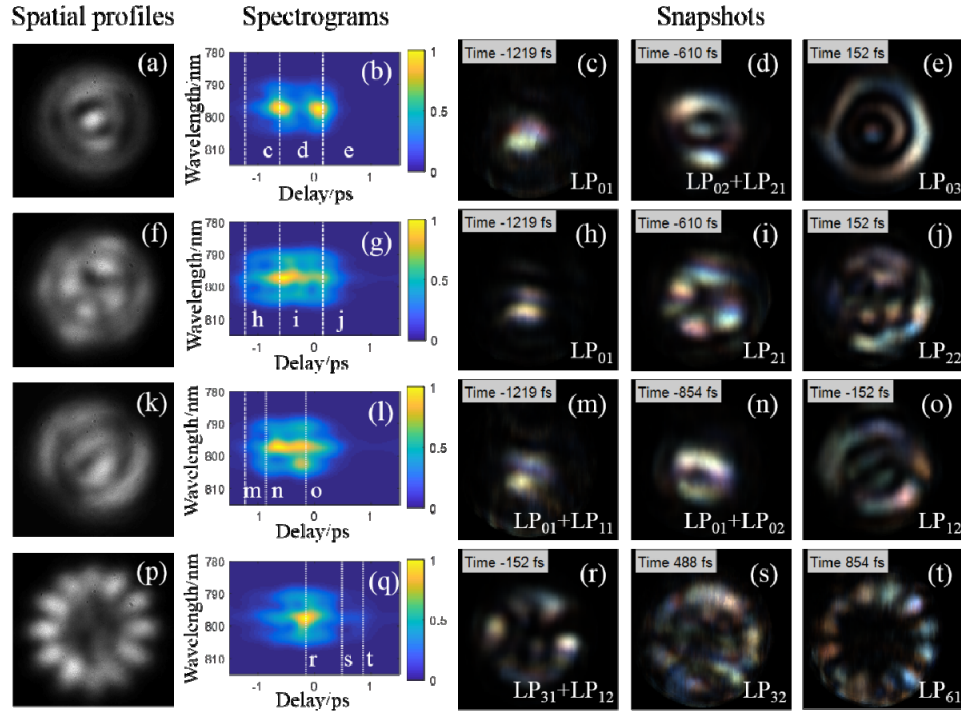 Spatial profiles Spectrograms Snapshots
(a) (b) (c) (d) (e)
Wavelength/nm
780
790
800
810
c d e
-1 0 1
Delay/ps
1
0.5
0
Time -1219 fs
LP01
Time -610 fs
LP02+LP21
Time 152 fs
LP03
(f) (g) (h) (i) (j)
Wavelength/nm
780
790
800
810
h i j
-1 0 1
Delay/ps
1
0.5
0
Time -1219 fs
LP01
Time -610 fs
LP21
Time 152 fs
LP22
(k) (l) (m) (n) (o)
Wavelength/nm
780
790
800
810
m n o
-1 0 1
Delay/ps
1
0.5
0
Time -1219 fs
LP01+LP11
Time -854 fs
LP01+LP02
Time -152 fs
LP12
(p) (q) (r) (s) (t)
Wavelength/nm
780
790
800
810
r s t
-1 0 1
Delay/ps
1
0.5
0
Time -152 fs
LP31+LP12
Time 488 fs
LP32
Time 854 fs
LP61